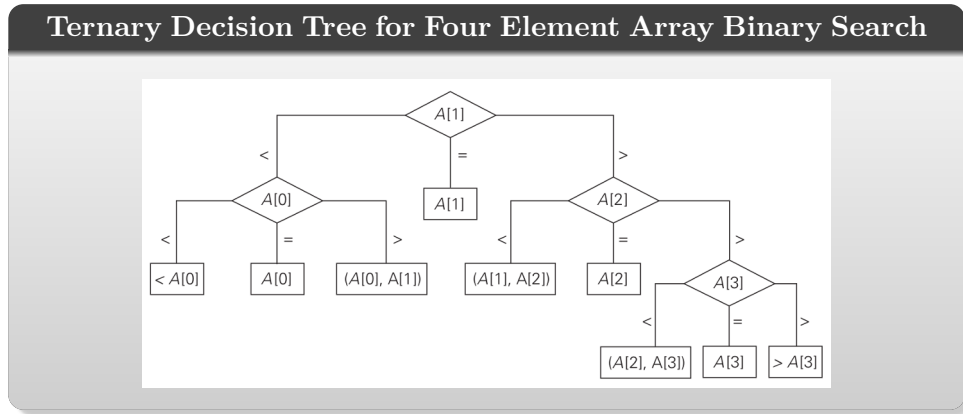 Ternary Decision Tree for Four Element Array Binary Search
A[1]
< = >
A[0] A[1] A[2]
< = > < = >
< A[0] A[0] (A[0], A[1]) (A[1], A[2]) A[2] A[3]
< = >
(A[2], A[3]) A[3] > A[3]